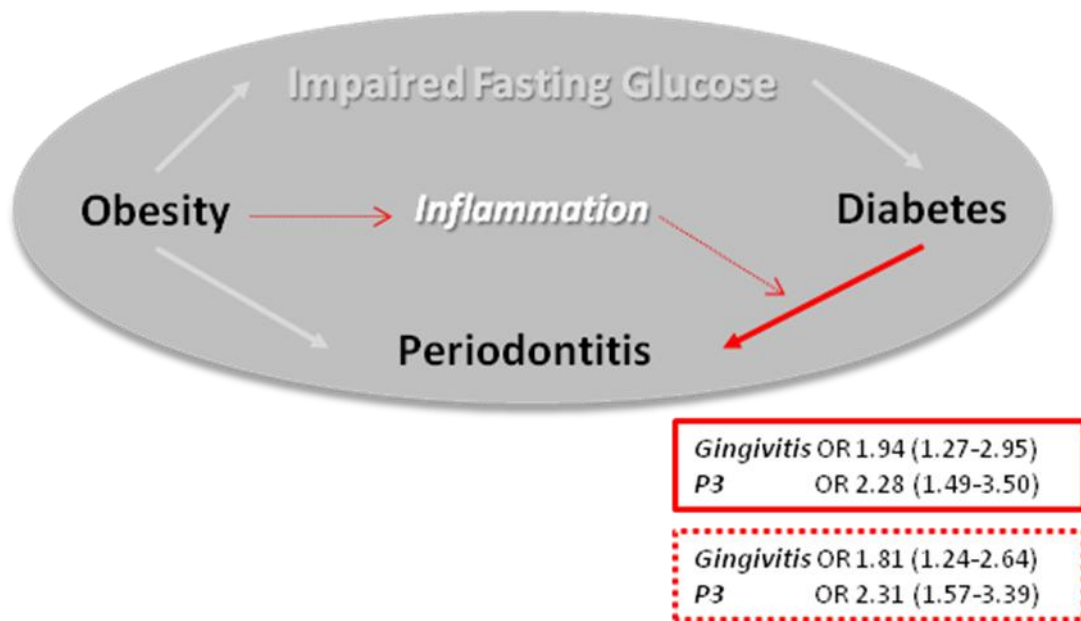 Impaired Fasting Glucose
Obesity
Inflammation
Diabetes
Periodontitis
Gingivitis OR 1.94 (1.27-2.95)
P3 OR 2.28 (1.49-3.50)
Gingivitis OR 1.81 (1.24-2.64)
P3 OR 2.31 (1.57-3.39)